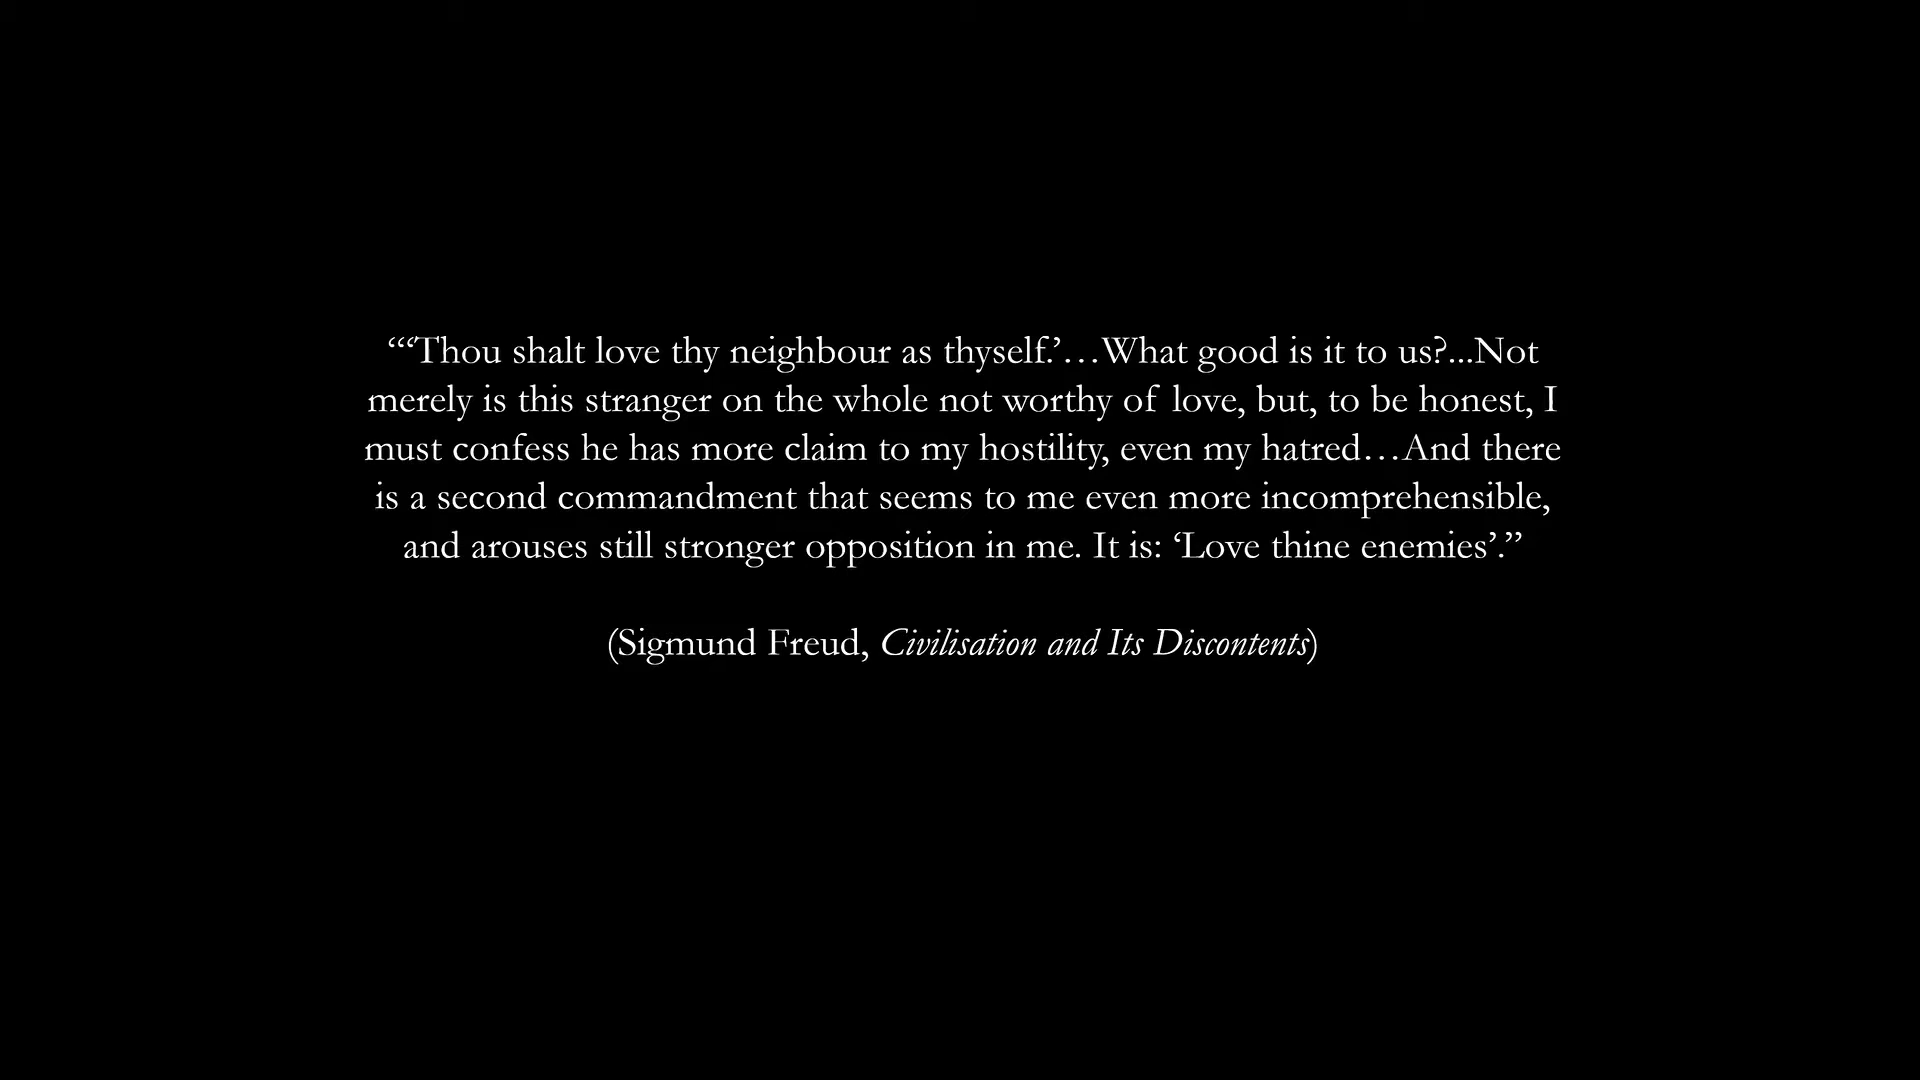 “‘Thou shalt love thy neighbour as thyself.’…What good is it to us?...Not
merely is this stranger on the whole not worthy of love, but, to be honest, I
must confess he has more claim to my hostility, even my hatred…And there
is a second commandment that seems to me even more incomprehensible,
and arouses still stronger opposition in me. It is: ‘Love thine enemies’.”
(Sigmund Freud, Civilisation and Its Discontents)